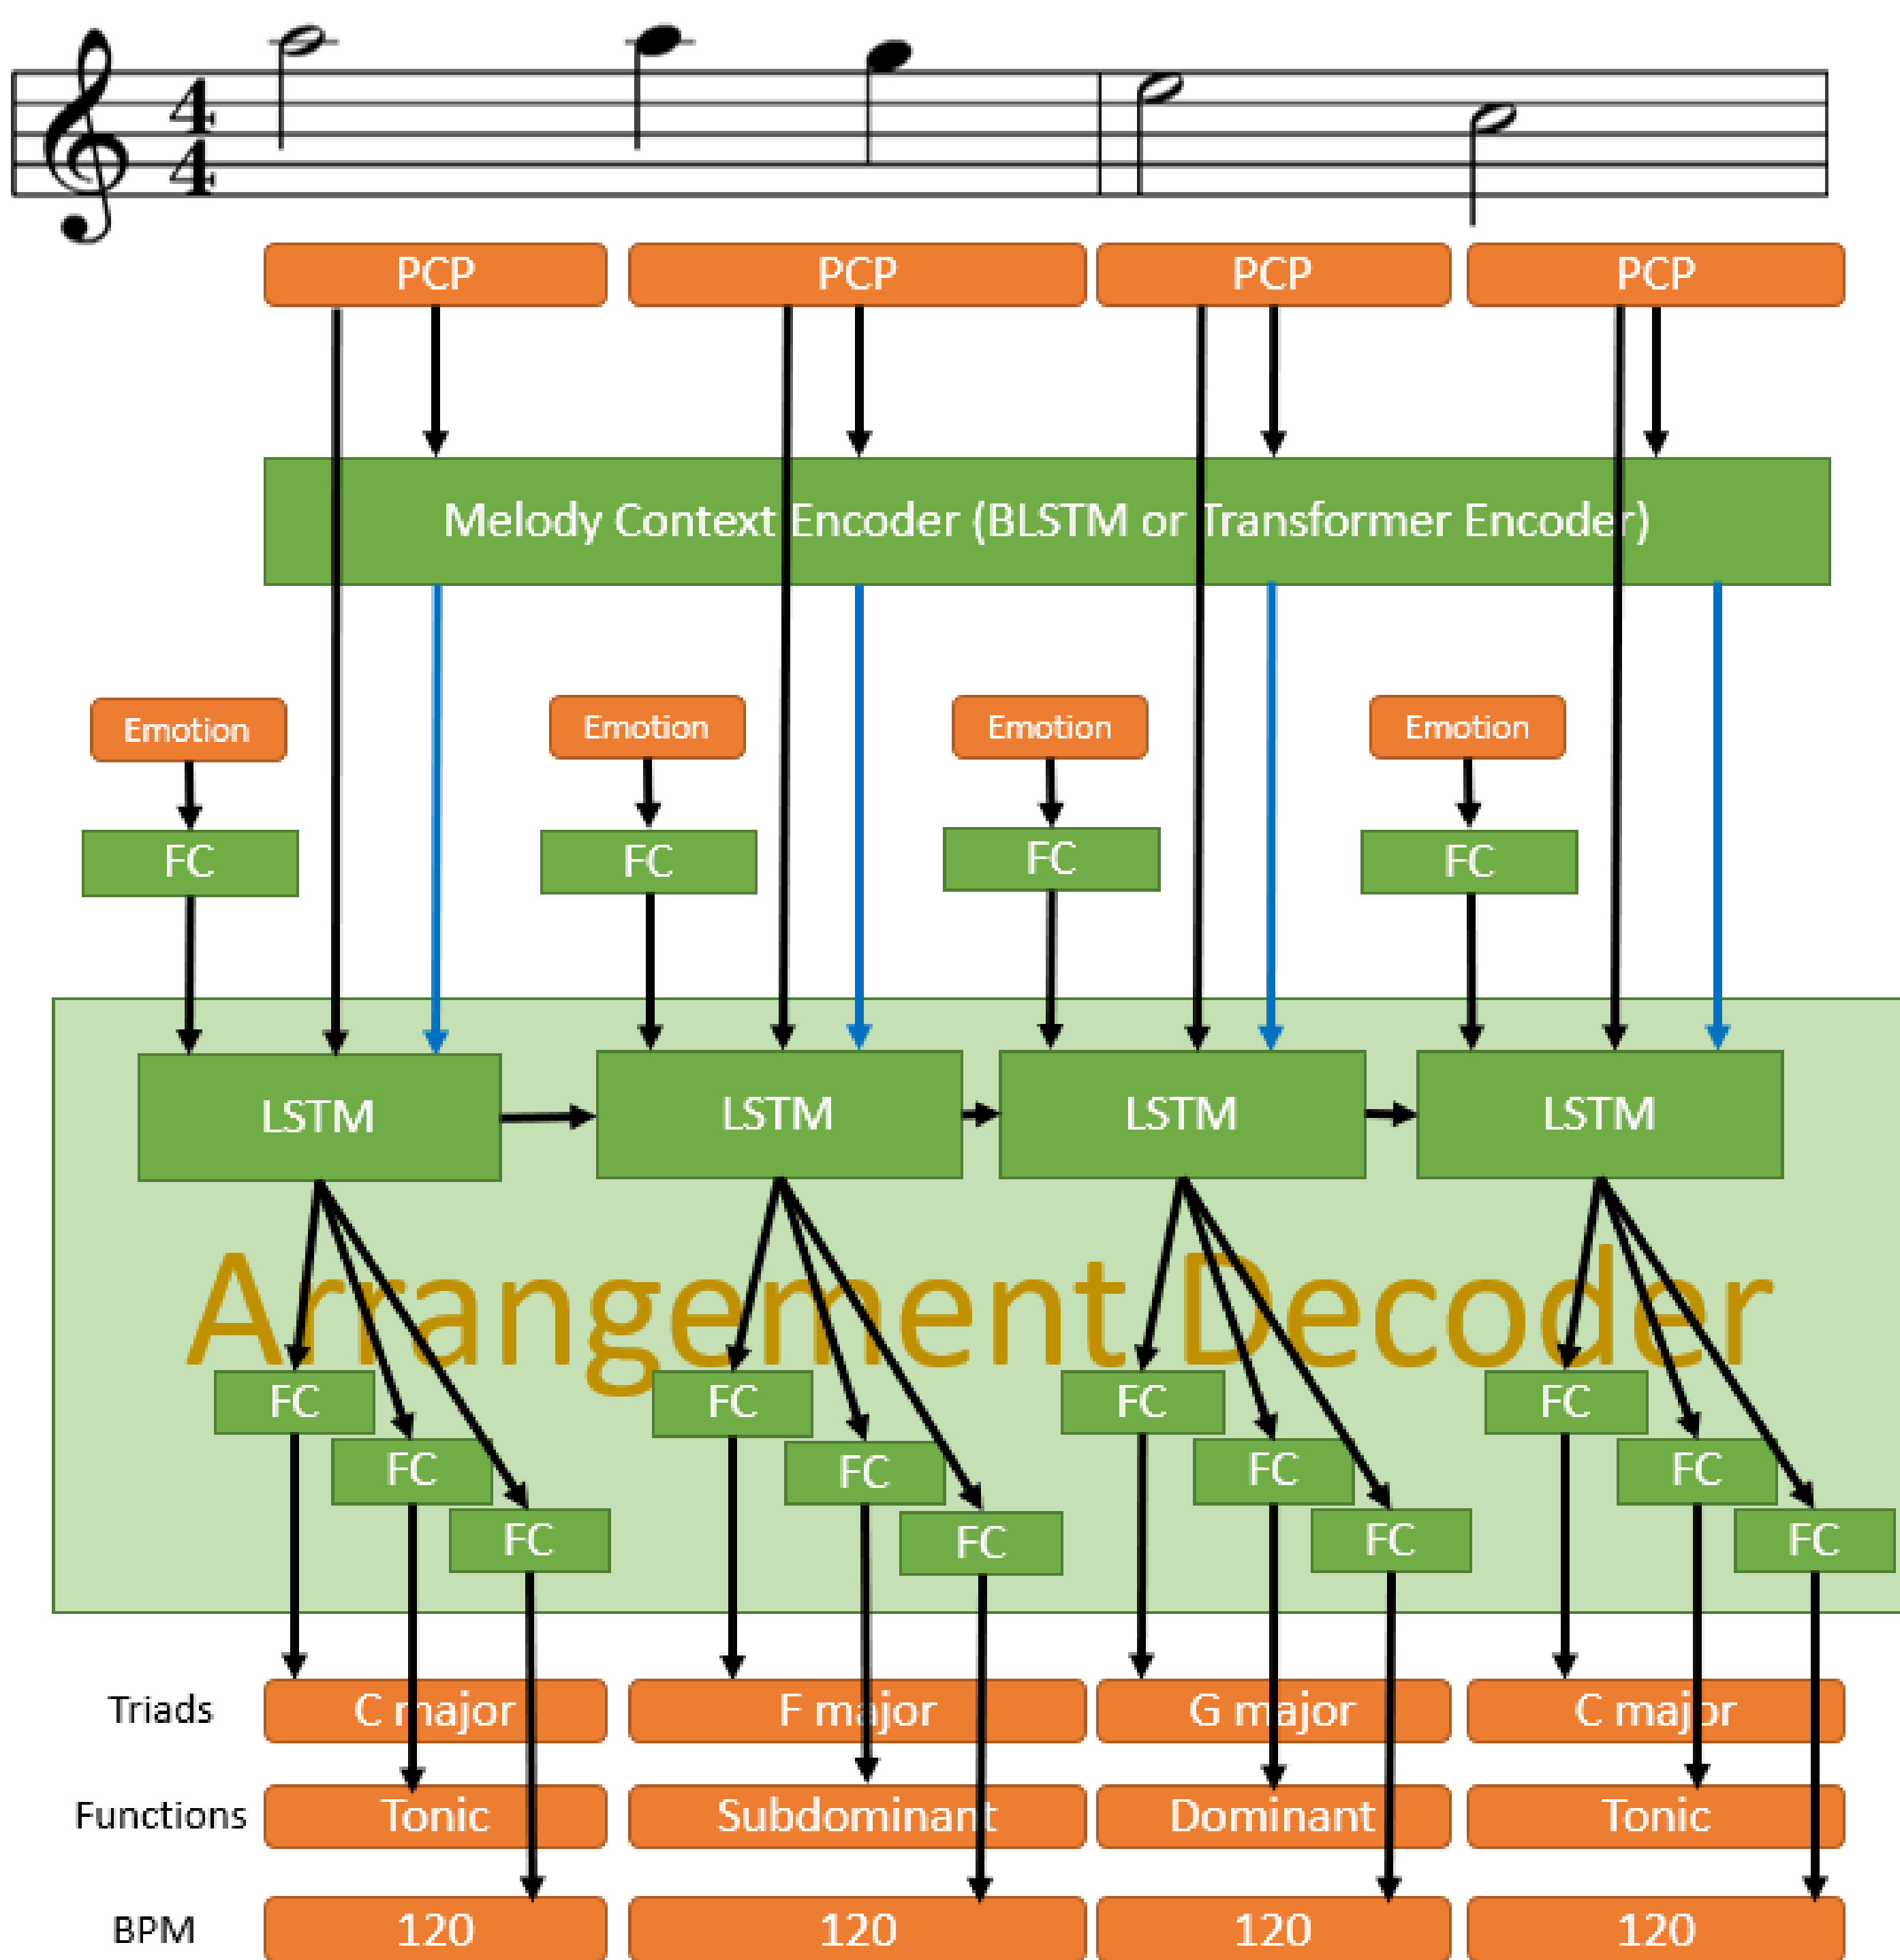 4
4
PCP PCP PCP PCP
Melody Context Encoder (BLSTM or Transformer Encoder)
Emotion Emotion Emotion Emotion
FC FC FC FC
LSTM LSTM LSTM LSTM
Arrangement Decoder
FC FC FC FC
FC FC FC FC
FC FC FC FC
Triads C major F major G major C major
Functions Tonic Subdominant Dominant Tonic
BPM 120 120 120 120